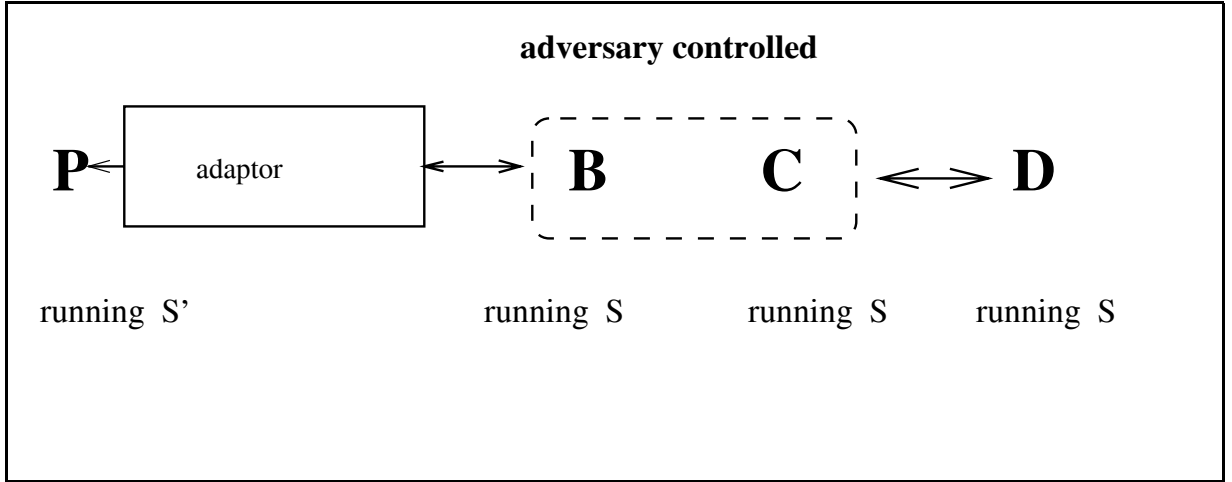 adversary controlled
P adaptor B C D
running S' running S running S running S